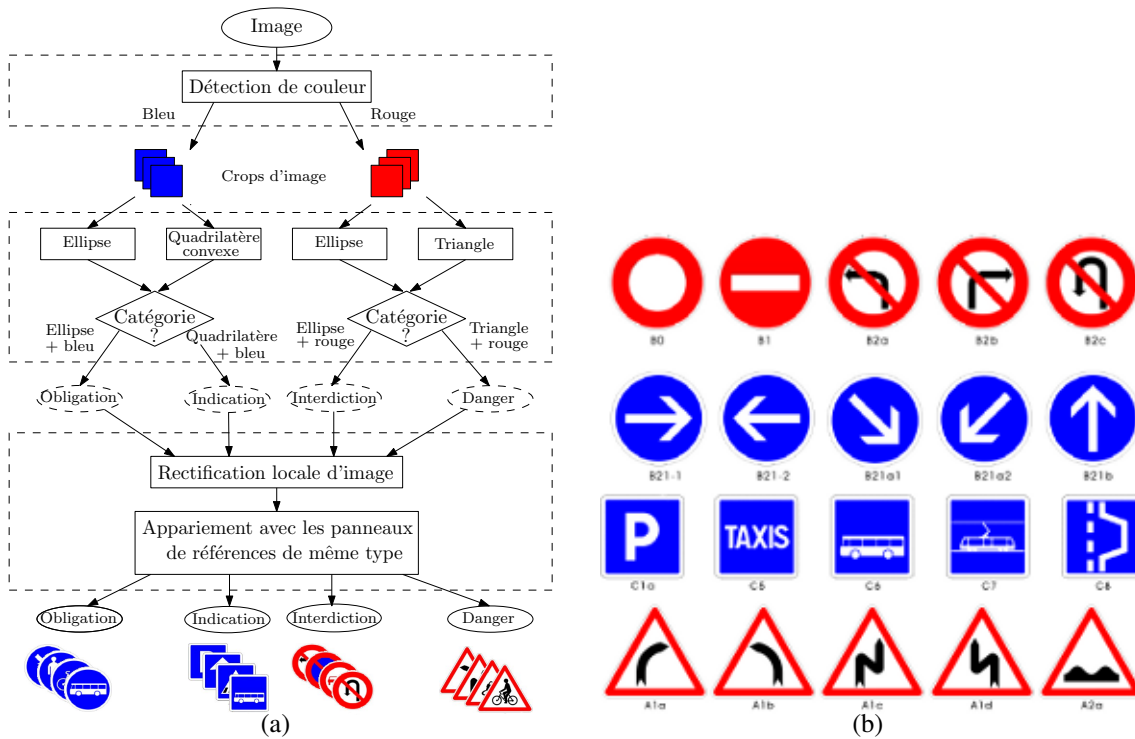 Image
Détection de couleur
Bleu
Rouge
Crops d'image
Ellipse
Quadrilatère
convexe
Ellipse
Triangle
Catégorie
?
Catégorie
?
Ellipse
+ bleu
Quadrilatère
+ bleu
Ellipse
+ rouge
Triangle
+ rouge
Obligation
Indication
Interdiction
Danger
Rectification locale d'image
Appariement avec les panneaux
de référénces de même type
Obligation
Indication
Interdiction
Danger
(a)
B0
B1
B2a
B2b
B2c
B21-1
B21-2
B21a1
B21a2
B21b
P
TAXIS
C1a
C5
C6
C7
C8
A1a
A1b
A1c
A1d
A2a
(b)